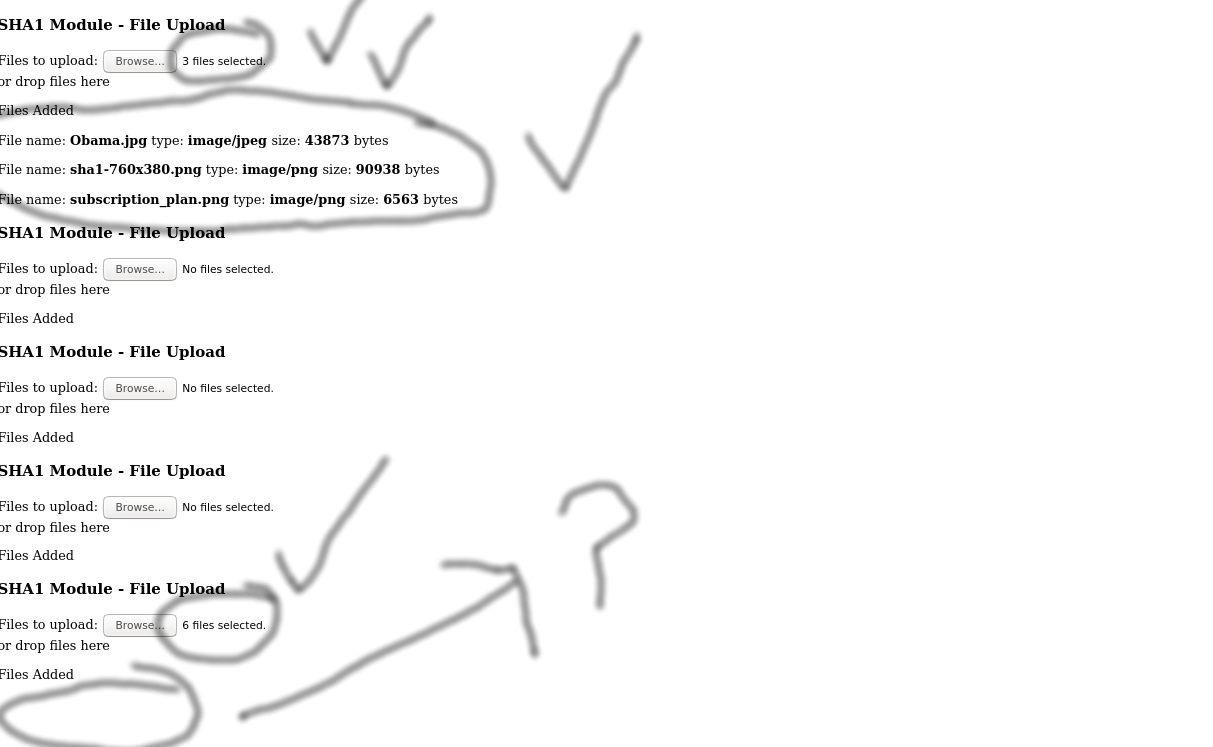 SHA1 Module - File Upload
Files to upload: Browse... 3 files selected.
or drop files here
Files Added
File name: Obama.jpg type: image/jpeg size: 43873 bytes
File name: sha1-760x380.png type: image/png size: 90938 bytes
File name: subscription_plan.png type: image/png size: 6563 bytes
SHA1 Module - File Upload
Files to upload: Browse... No files selected.
or drop files here
Files Added
SHA1 Module - File Upload
Files to upload: Browse... No files selected.
or drop files here
Files Added
SHA1 Module - File Upload
Files to upload: Browse... No files selected.
or drop files here
Files Added
SHA1 Module - File Upload
Files to upload: Browse... 6 files selected.
or drop files here
Files Added
?